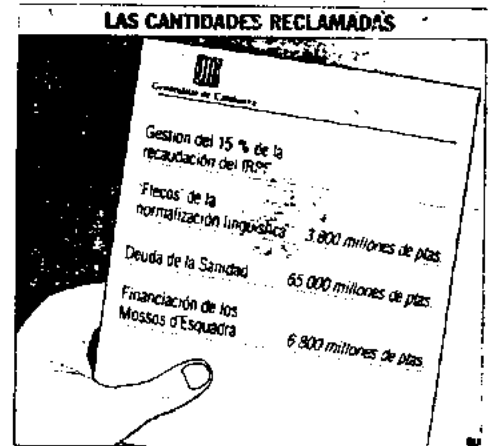 LAS CANTIDADES RECLAMADAS
Generalitat de Catalunya
Gestion del 15 % de la
recaudación del IRPF
'Flecos' de la
normalización lingüística 3.800 millones de ptas.
Deuda de la Sanidad 65.000 millones de ptas.
Financiación de los
Mossos d'Esquadra 6.800 millones de ptas.